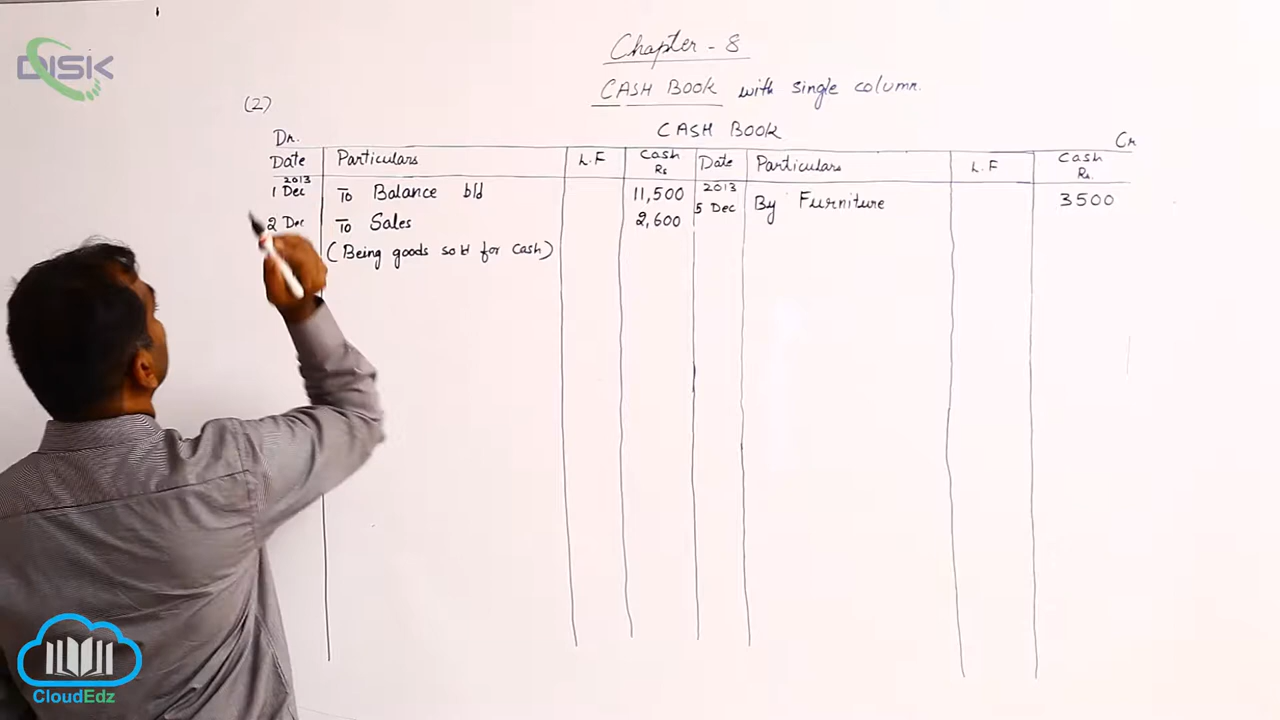 DISK
Chapter - 8
CASH BOOK with single column.
(2)
CASH BOOK
Dr. Cr
Date Particulars L.F Cash Rs Date Particulars L.F Cash Rs.
2013 2013
1 Dec To Balance b/d 11,500 5 Dec By Furniture 3500
2 Dec To Sales 2,600
(Being goods sold for cash)
CloudEdz